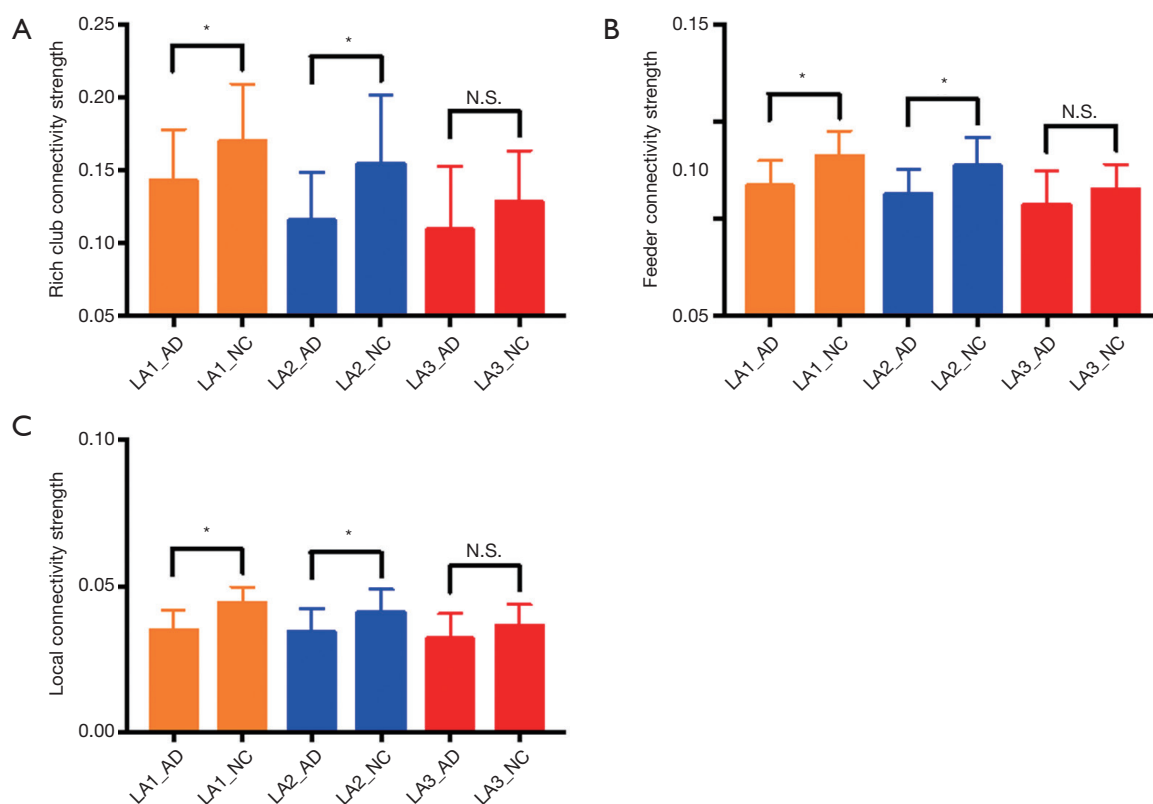 A
Rich club connectivity strength
0.25
0.20
0.15
0.10
0.05
*
*
N.S.
LA1_AD
LA1_NC
LA2_AD
LA2_NC
LA3_AD
LA3_NC
B
Feeder connectivity strength
0.15
0.10
0.05
*
*
N.S.
LA1_AD
LA1_NC
LA2_AD
LA2_NC
LA3_AD
LA3_NC
C
Local connectivity strength
0.10
0.05
0.00
*
*
N.S.
LA1_AD
LA1_NC
LA2_AD
LA2_NC
LA3_AD
LA3_NC